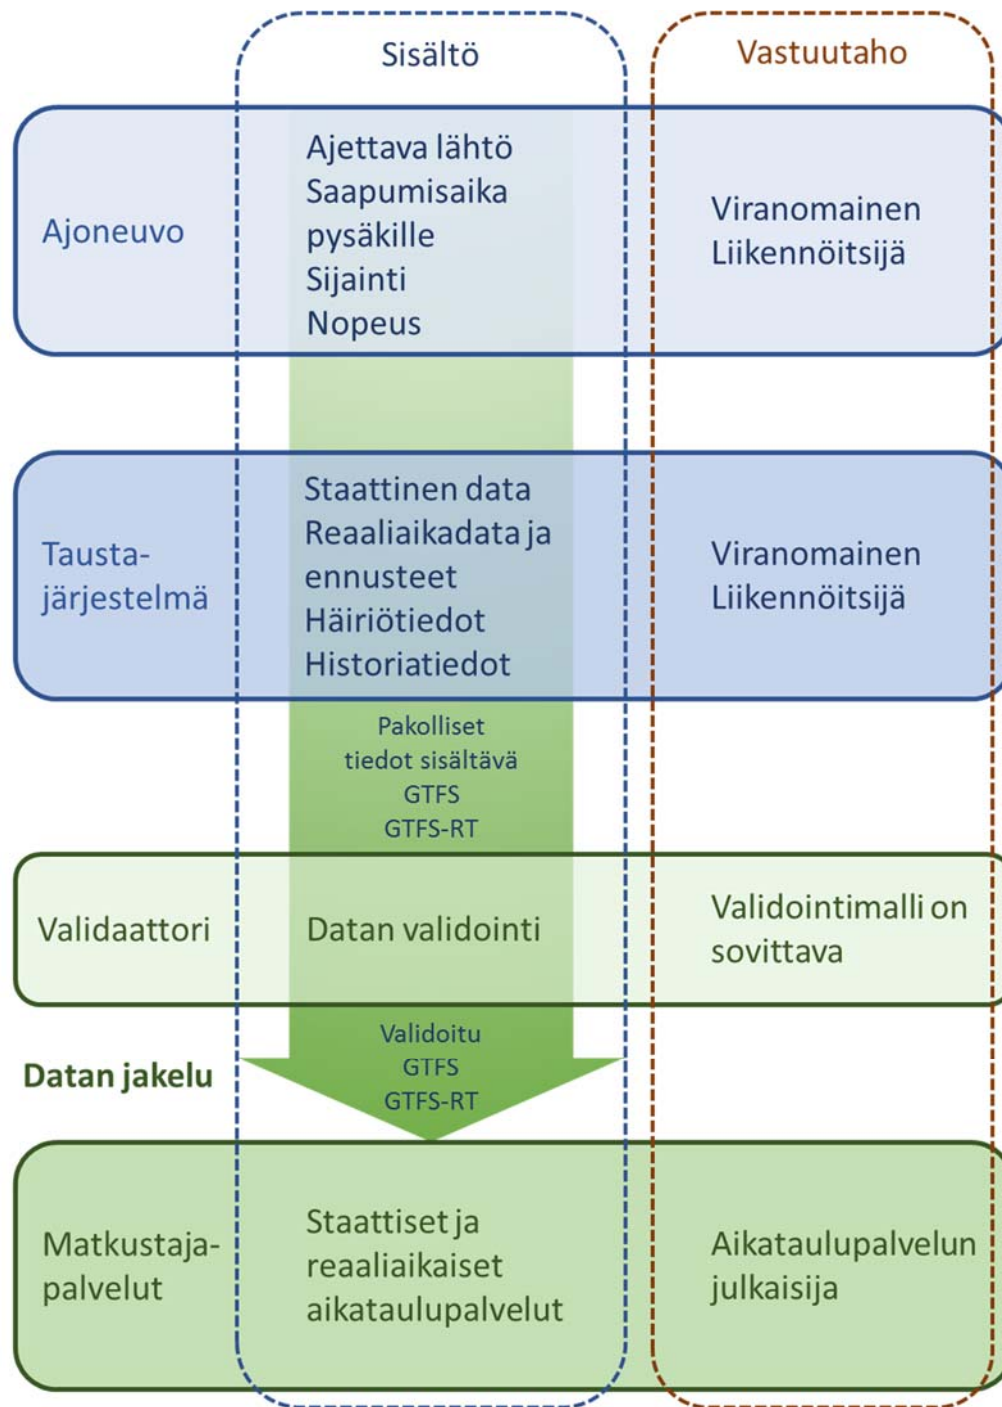 Sisältö
Vastuutaho
Ajoneuvo
Ajettava lähtö
Saapumisaika
pysäkille
Sijainti
Nopeus
Viranomainen
Liikennöitsijä
Tausta-
järjestelmä
Staattinen data
Reaaliaikadata ja
ennusteet
Häiriötiedot
Historiatiedot
Viranomainen
Liikennöitsijä
Pakolliset
tiedot sisältävä
GTFS
GTFS-RT
Validaattori
Datan validointi
Validointimalli on
sovittava
Validoitu
GTFS
GTFS-RT
Datan jakelu
Matkustaja-
palvelut
Staattiset ja
reaaliaikaiset
aikataulupalvelut
Aikataulupalvelun
julkaisija